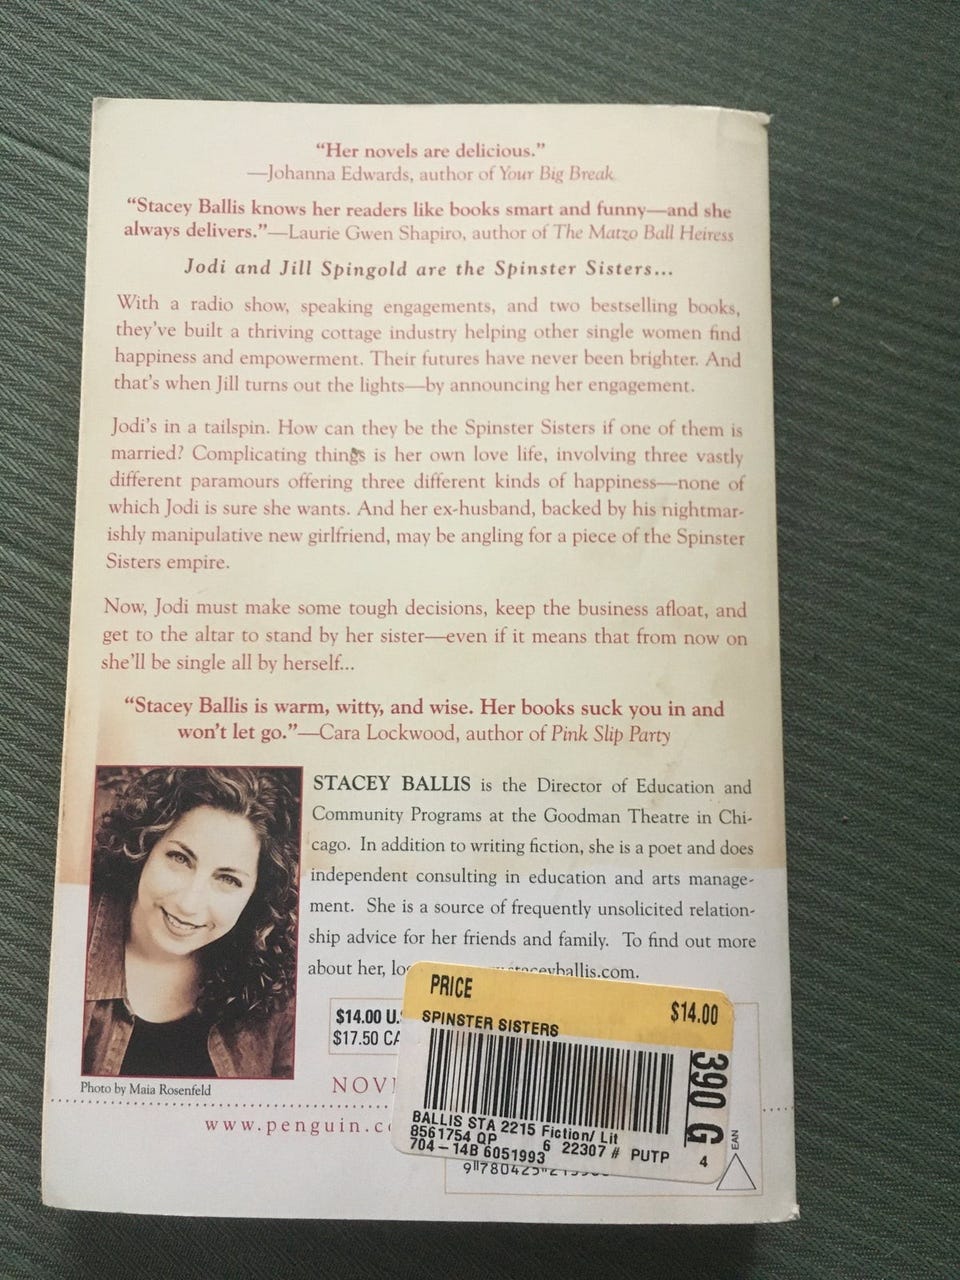 “Her novels are delicious.”
—Johanna Edwards, author of Your Big Break
“Stacey Ballis knows her readers like books smart and funny—and she
always delivers.”—Laurie Gwen Shapiro, author of The Matzo Ball Heiress
Jodi and Jill Spingold are the Spinster Sisters...
With a radio show, speaking engagements, and two bestselling books,
they’ve built a thriving cottage industry helping other single women find
happiness and empowerment. Their futures have never been brighter. And
that’s when Jill turns out the lights—by announcing her engagement.
Jodi’s in a tailspin. How can they be the Spinster Sisters if one of them is
married? Complicating things is her own love life, involving three vastly
different paramours offering three different kinds of happiness—none of
which Jodi is sure she wants. And her ex-husband, backed by his nightmar-
ishly manipulative new girlfriend, may be angling for a piece of the Spinster
Sisters empire.
Now, Jodi must make some tough decisions, keep the business afloat, and
get to the altar to stand by her sister—even if it means that from now on
she’ll be single all by herself...
“Stacey Ballis is warm, witty, and wise. Her books suck you in and
won’t let go.”—Cara Lockwood, author of Pink Slip Party
STACEY BALLIS is the Director of Education and
Community Programs at the Goodman Theatre in Chi-
cago. In addition to writing fiction, she is a poet and does
independent consulting in education and arts manage-
ment. She is a source of frequently unsolicited relation-
ship advice for her friends and family. To find out more
about her, staceyballis.com.
Photo by Maia Rosenfeld
$14.00 U.
$17.50 CA
NOV
www.penguin.c
PRICE $14.00
SPINSTER SISTERS
390 G
BALLIS STA 2215 Fiction/ Lit
8561754 QP 6 22307 # PUTP
704-14B 6051993 4
EAN